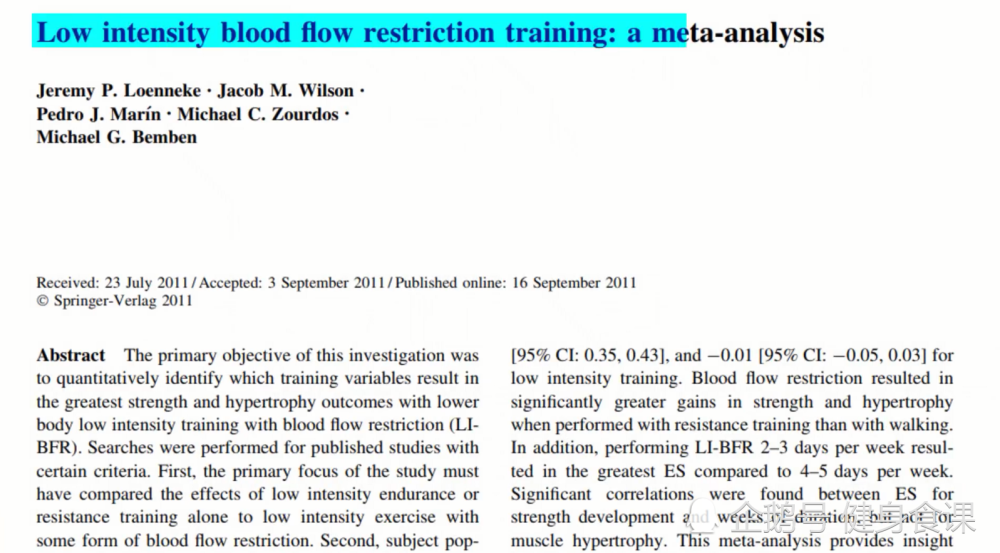 Low intensity blood flow restriction training: a meta-analysis
Jeremy P. Loenneke · Jacob M. Wilson ·
Pedro J. Marín · Michael C. Zourdos ·
Michael G. Bemben
Received: 23 July 2011 / Accepted: 3 September 2011 / Published online: 16 September 2011
© Springer-Verlag 2011
Abstract The primary objective of this investigation was
to quantitatively identify which training variables result in
the greatest strength and hypertrophy outcomes with lower
body low intensity training with blood flow restriction (LI-
BFR). Searches were performed for published studies with
certain criteria. First, the primary focus of the study must
have compared the effects of low intensity endurance or
resistance training alone to low intensity exercise with
some form of blood flow restriction. Second, subject pop-
[95% CI: 0.35, 0.43], and −0.01 [95% CI: −0.05, 0.03] for
low intensity training. Blood flow restriction resulted in
significantly greater gains in strength and hypertrophy
when performed with resistance training than with walking.
In addition, performing LI-BFR 2–3 days per week resul-
ted in the greatest ES compared to 4–5 days per week.
Significant correlations were found between ES for
strength development and weeks of duration, but not for
muscle hypertrophy. This meta-analysis provides insight
企鹅号 健身食课